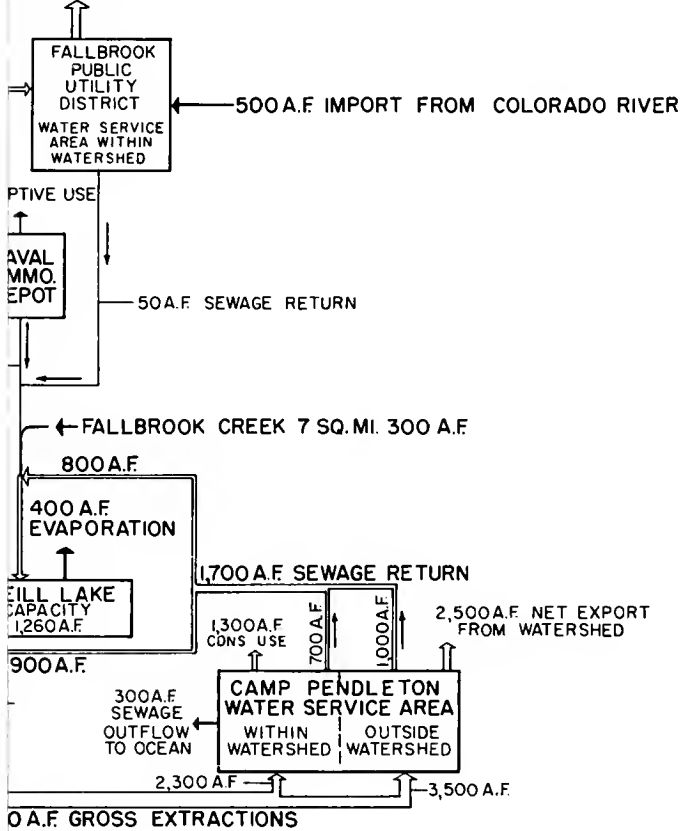 FALLBROOK
PUBLIC
UTILITY
DISTRICT
WATER SERVICE
AREA WITHIN
WATERSHED
500 A.F. IMPORT FROM COLORADO RIVER
PTIVE USE
AVAL
MMO.
EPOT
50 A.F. SEWAGE RETURN
FALLBROOK CREEK 7 SQ. MI. 300 A.F.
800 A.F.
400 A.F.
EVAPORATION
EILL LAKE
CAPACITY
1,260 A.F.
900 A.F.
1,700 A.F. SEWAGE RETURN
1,300 A.F.
CONS USE
700 A.F.
1,000 A.F.
2,500 A.F. NET EXPORT
FROM WATERSHED
300 A.F.
SEWAGE
OUTFLOW
TO OCEAN
CAMP PENDLETON
WATER SERVICE AREA
WITHIN
WATERSHED
OUTSIDE
WATERSHED
2,300 A.F.
3,500 A.F.
0 A.F. GROSS EXTRACTIONS